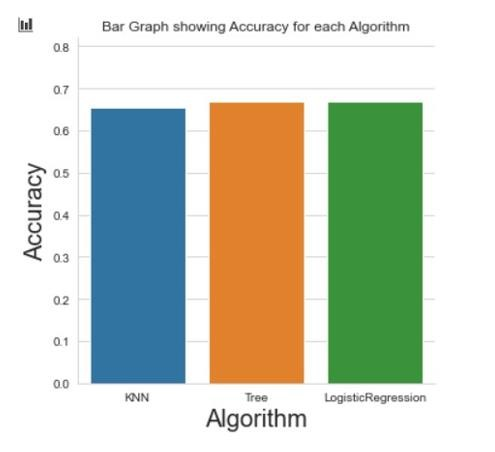 Bar Graph showing Accuracy for each Algorithm
0.8
0.7
0.6
0.5
0.4
0.3
0.2
0.1
0.0
Accuracy
KNN Tree LogisticRegression
Algorithm